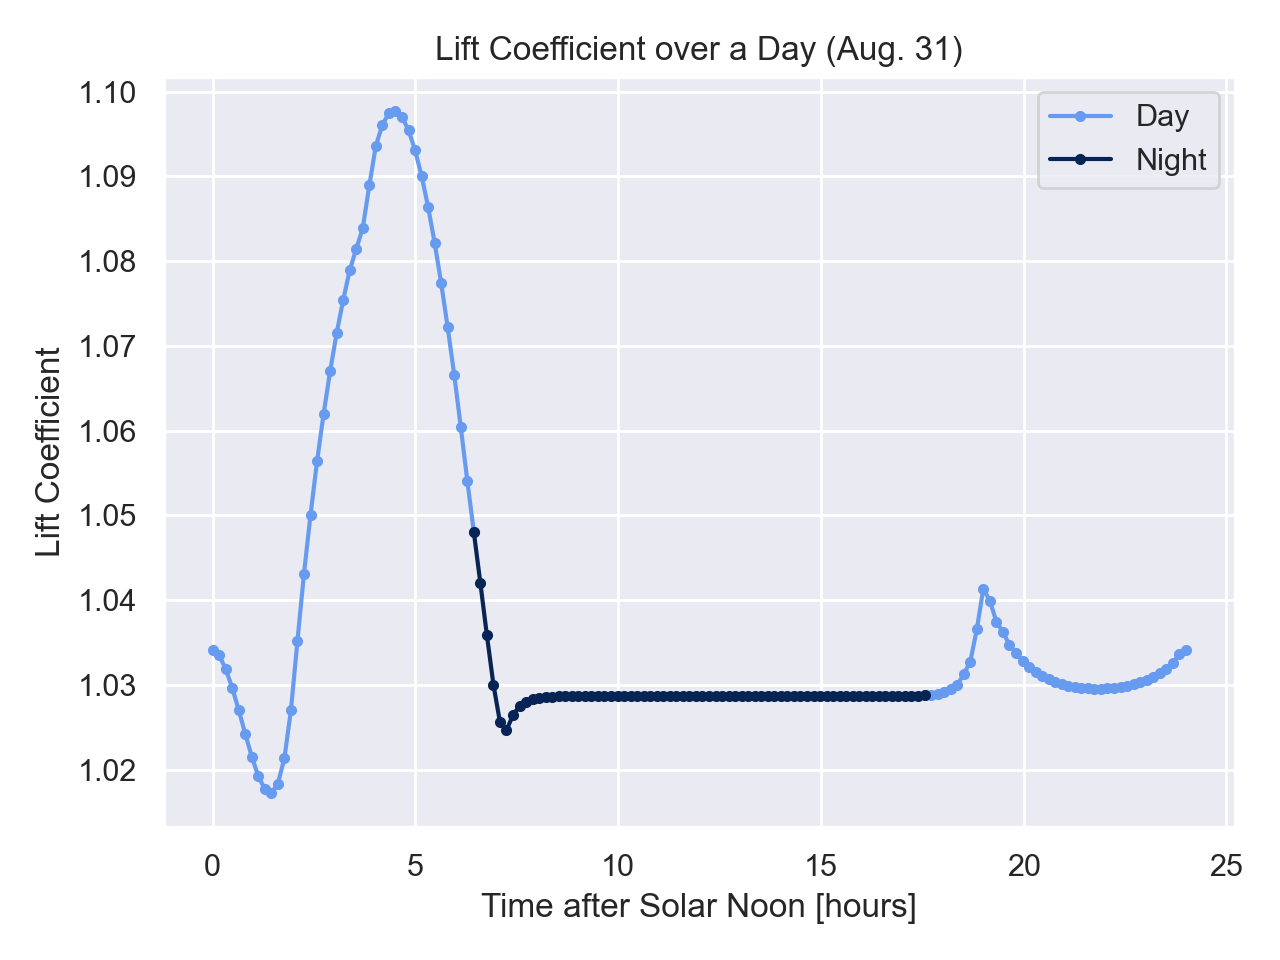 Lift Coefficient over a Day (Aug. 31)
1.10
1.09
1.08
1.07
1.06
1.05
1.04
1.03
1.02
Lift Coefficient
Day
Night
0 5 10 15 20 25
Time after Solar Noon [hours]